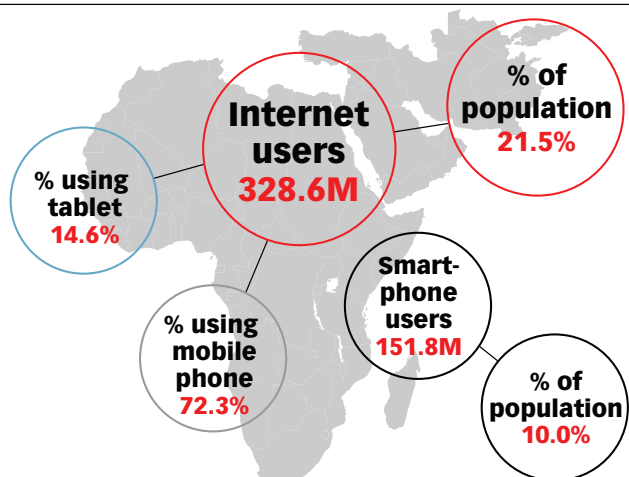 Internet
users
328.6M
% of
population
21.5%
% using
tablet
14.6%
% using
mobile
phone
72.3%
Smart-
phone
users
151.8M
% of
population
10.0%